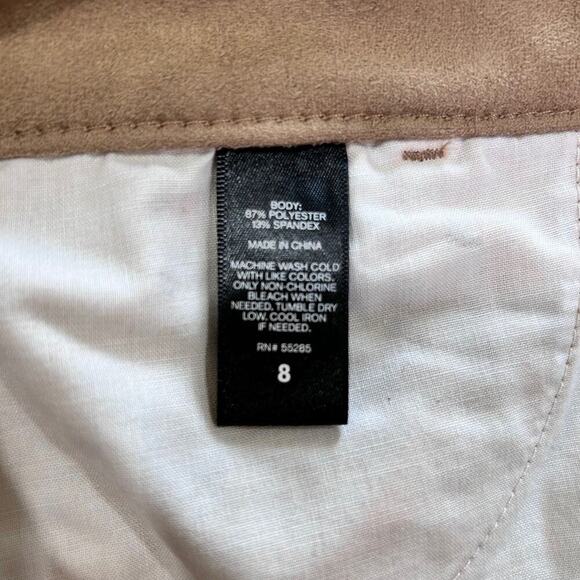 BODY:
87% POLYESTER
13% SPANDEX
MADE IN CHINA
MACHINE WASH COLD
WITH LIKE COLORS.
ONLY NON-CHLORINE
BLEACH WHEN
NEEDED. TUMBLE DRY
LOW. COOL IRON
IF NEEDED.
RN# 55285
8